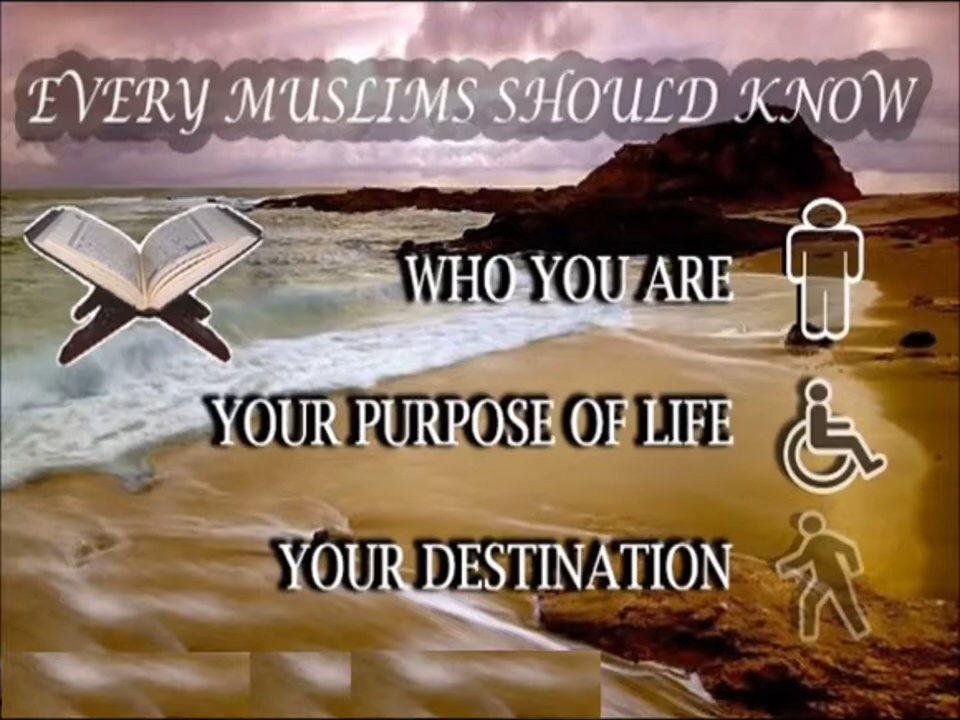 EVERY MUSLIMS SHOULD KNOW
WHO YOU ARE
YOUR PURPOSE OF LIFE
YOUR DESTINATION